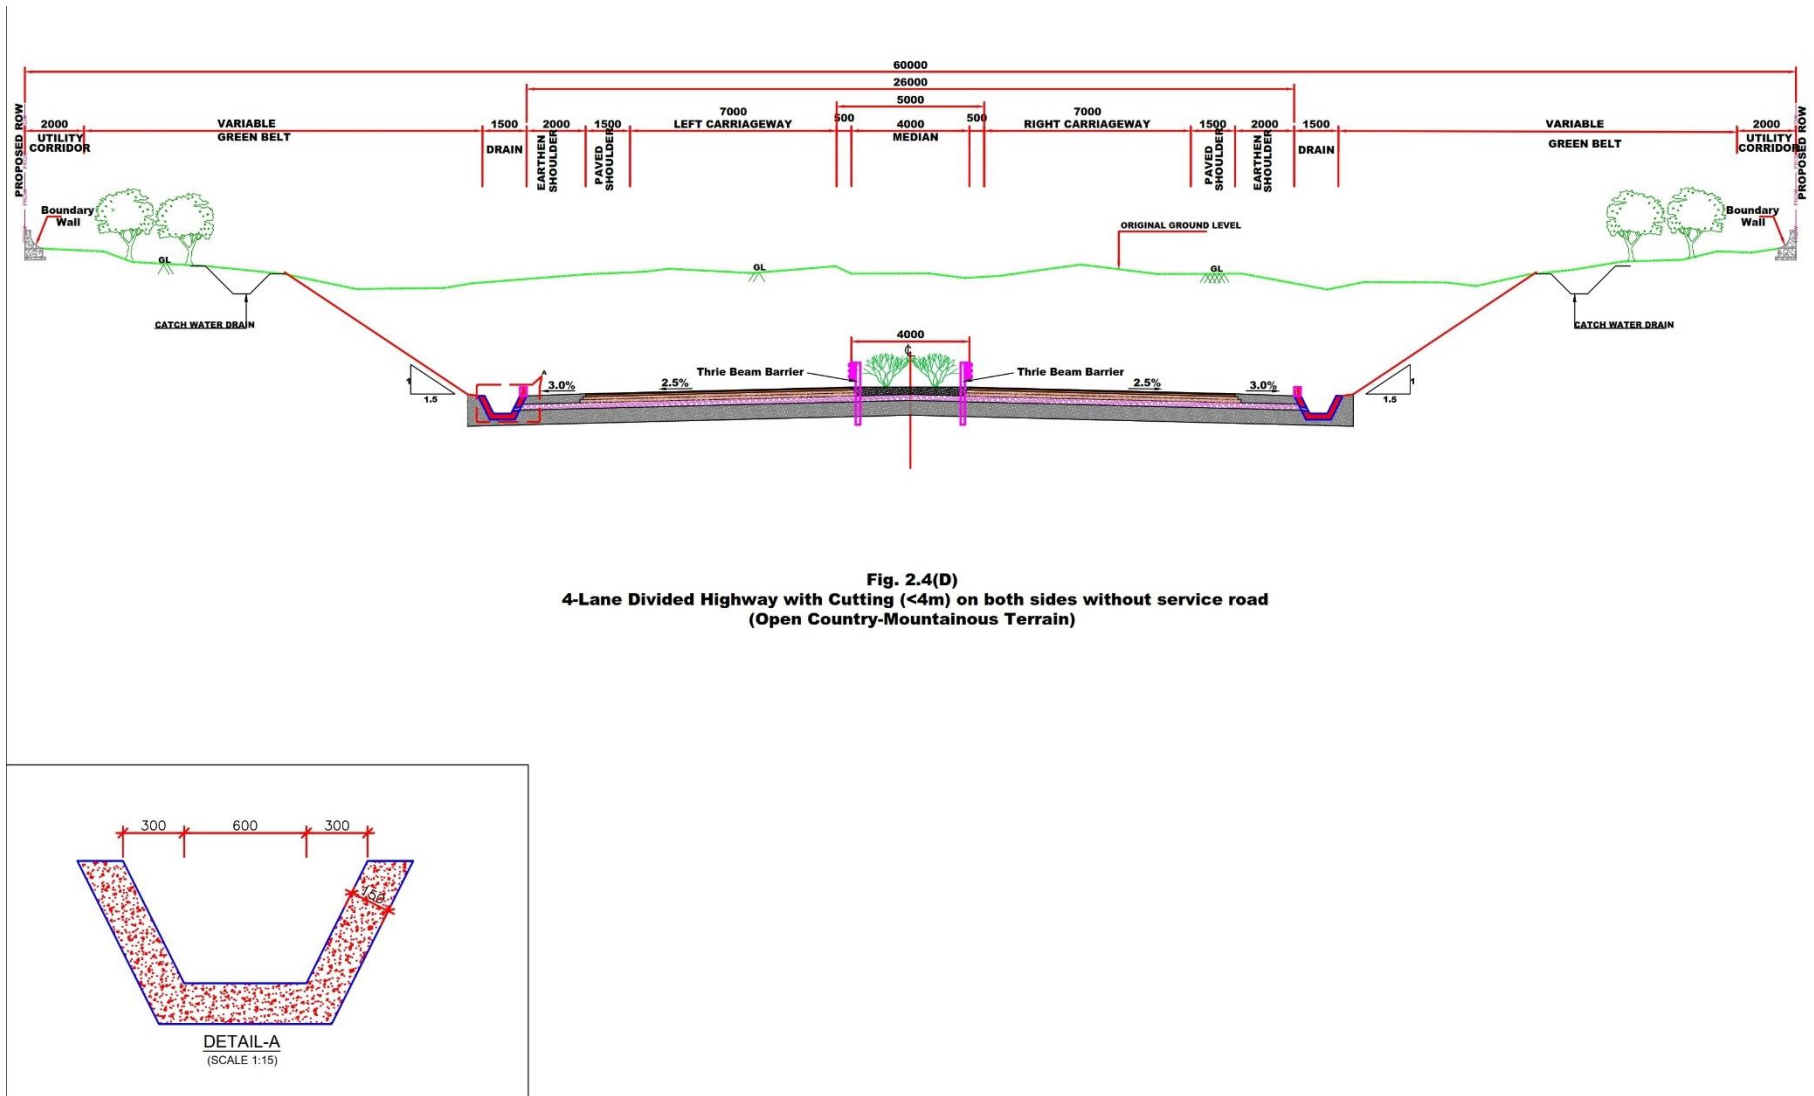 60000
26000
5000
7000
7000
2000
VARIABLE
1500
2000
1500
LEFT CARRIAGEWAY
500
4000
500
RIGHT CARRIAGEWAY
1500
2000
1500
VARIABLE
2000
PROPOSED ROW
UTILITY
CORRIDOR
GREEN BELT
DRAIN
EARTHEN
SHOULDER
PAVED
SHOULDER
MEDIAN
PAVED
SHOULDER
EARTHEN
SHOULDER
DRAIN
GREEN BELT
UTILITY
CORRIDOR
PROPOSED ROW
Boundary
Wall
Boundary
Wall
ORIGINAL GROUND LEVEL
GL
GL
GL
CATCH WATER DRAIN
CATCH WATER DRAIN
4000
℄
Thrie Beam Barrier
Thrie Beam Barrier
1
1.5
A
3.0%
2.5%
2.5%
3.0%
1
1.5
Fig. 2.4(D)
4-Lane Divided Highway with Cutting (<4m) on both sides without service road
(Open Country-Mountainous Terrain)
300
600
300
150
DETAIL-A
(SCALE 1:15)